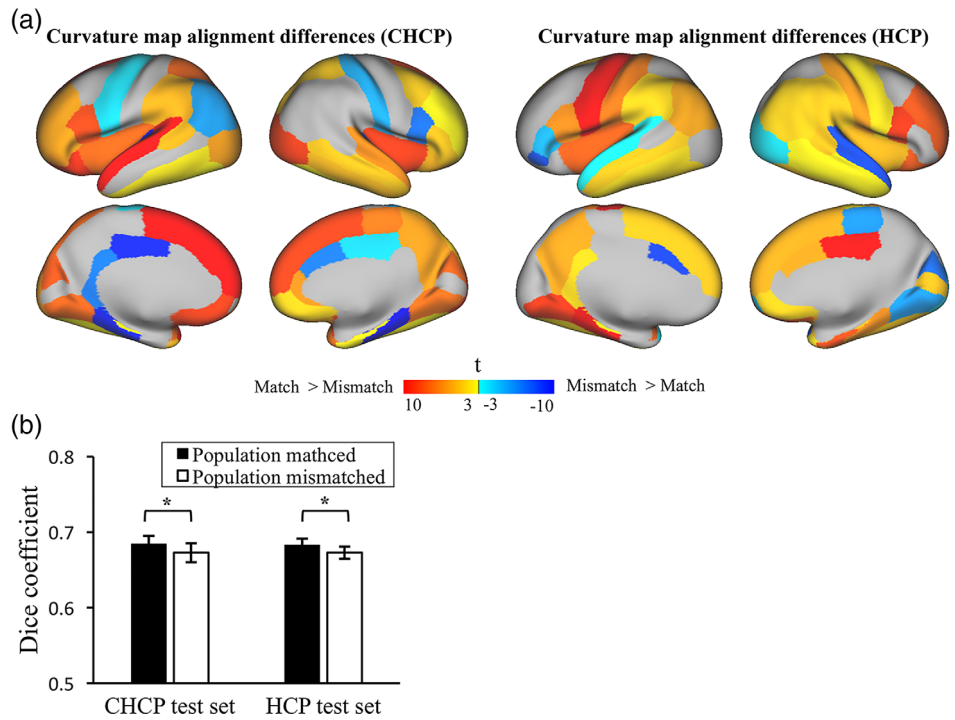 (a)
Curvature map alignment differences (CHCP)
Curvature map alignment differences (HCP)
t
Match > Mismatch
Mismatch > Match
10 3 -3 -10
(b)
Population mathced
Population mismatched
Dice coefficient
0.8
0.7
0.6
0.5
* *
CHCP test set HCP test set